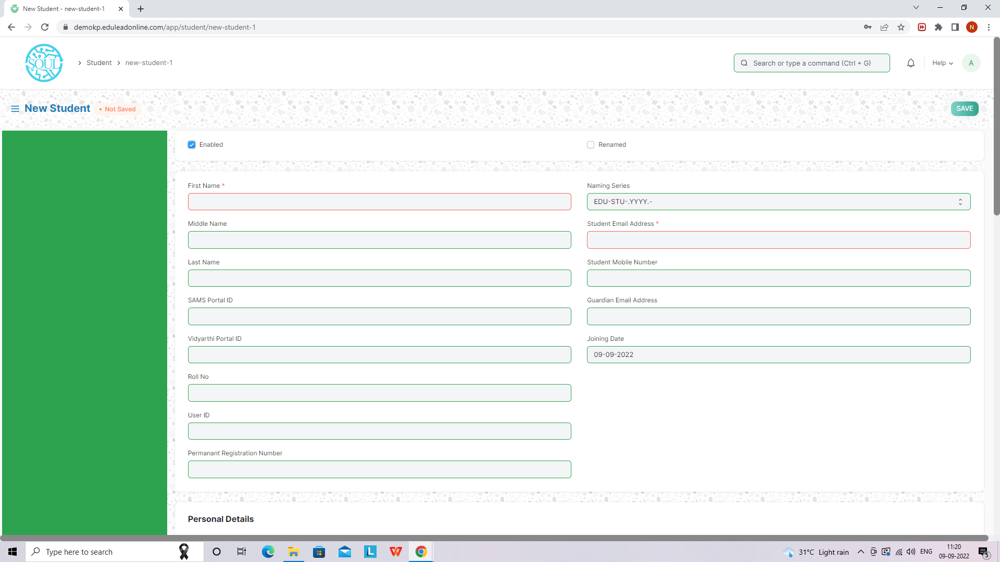 New Student - new-student-1
demokp.eduleadonline.com/app/student/new-student-1
N
SOUL
Student
new-student-1
Search or type a command (Ctrl + G)
Help
A
New Student
Not Saved
SAVE
Enabled
Renamed
First Name *
Naming Series
EDU-STU-.YYYY.-
Middle Name
Student Email Address *
Last Name
Student Mobile Number
SAMS Portal ID
Guardian Email Address
Vidyarthi Portal ID
Joining Date
09-09-2022
Roll No
User ID
Permanant Registration Number
Personal Details
Type here to search
L
W
31°C Light rain
ENG
11:20
09-09-2022
5